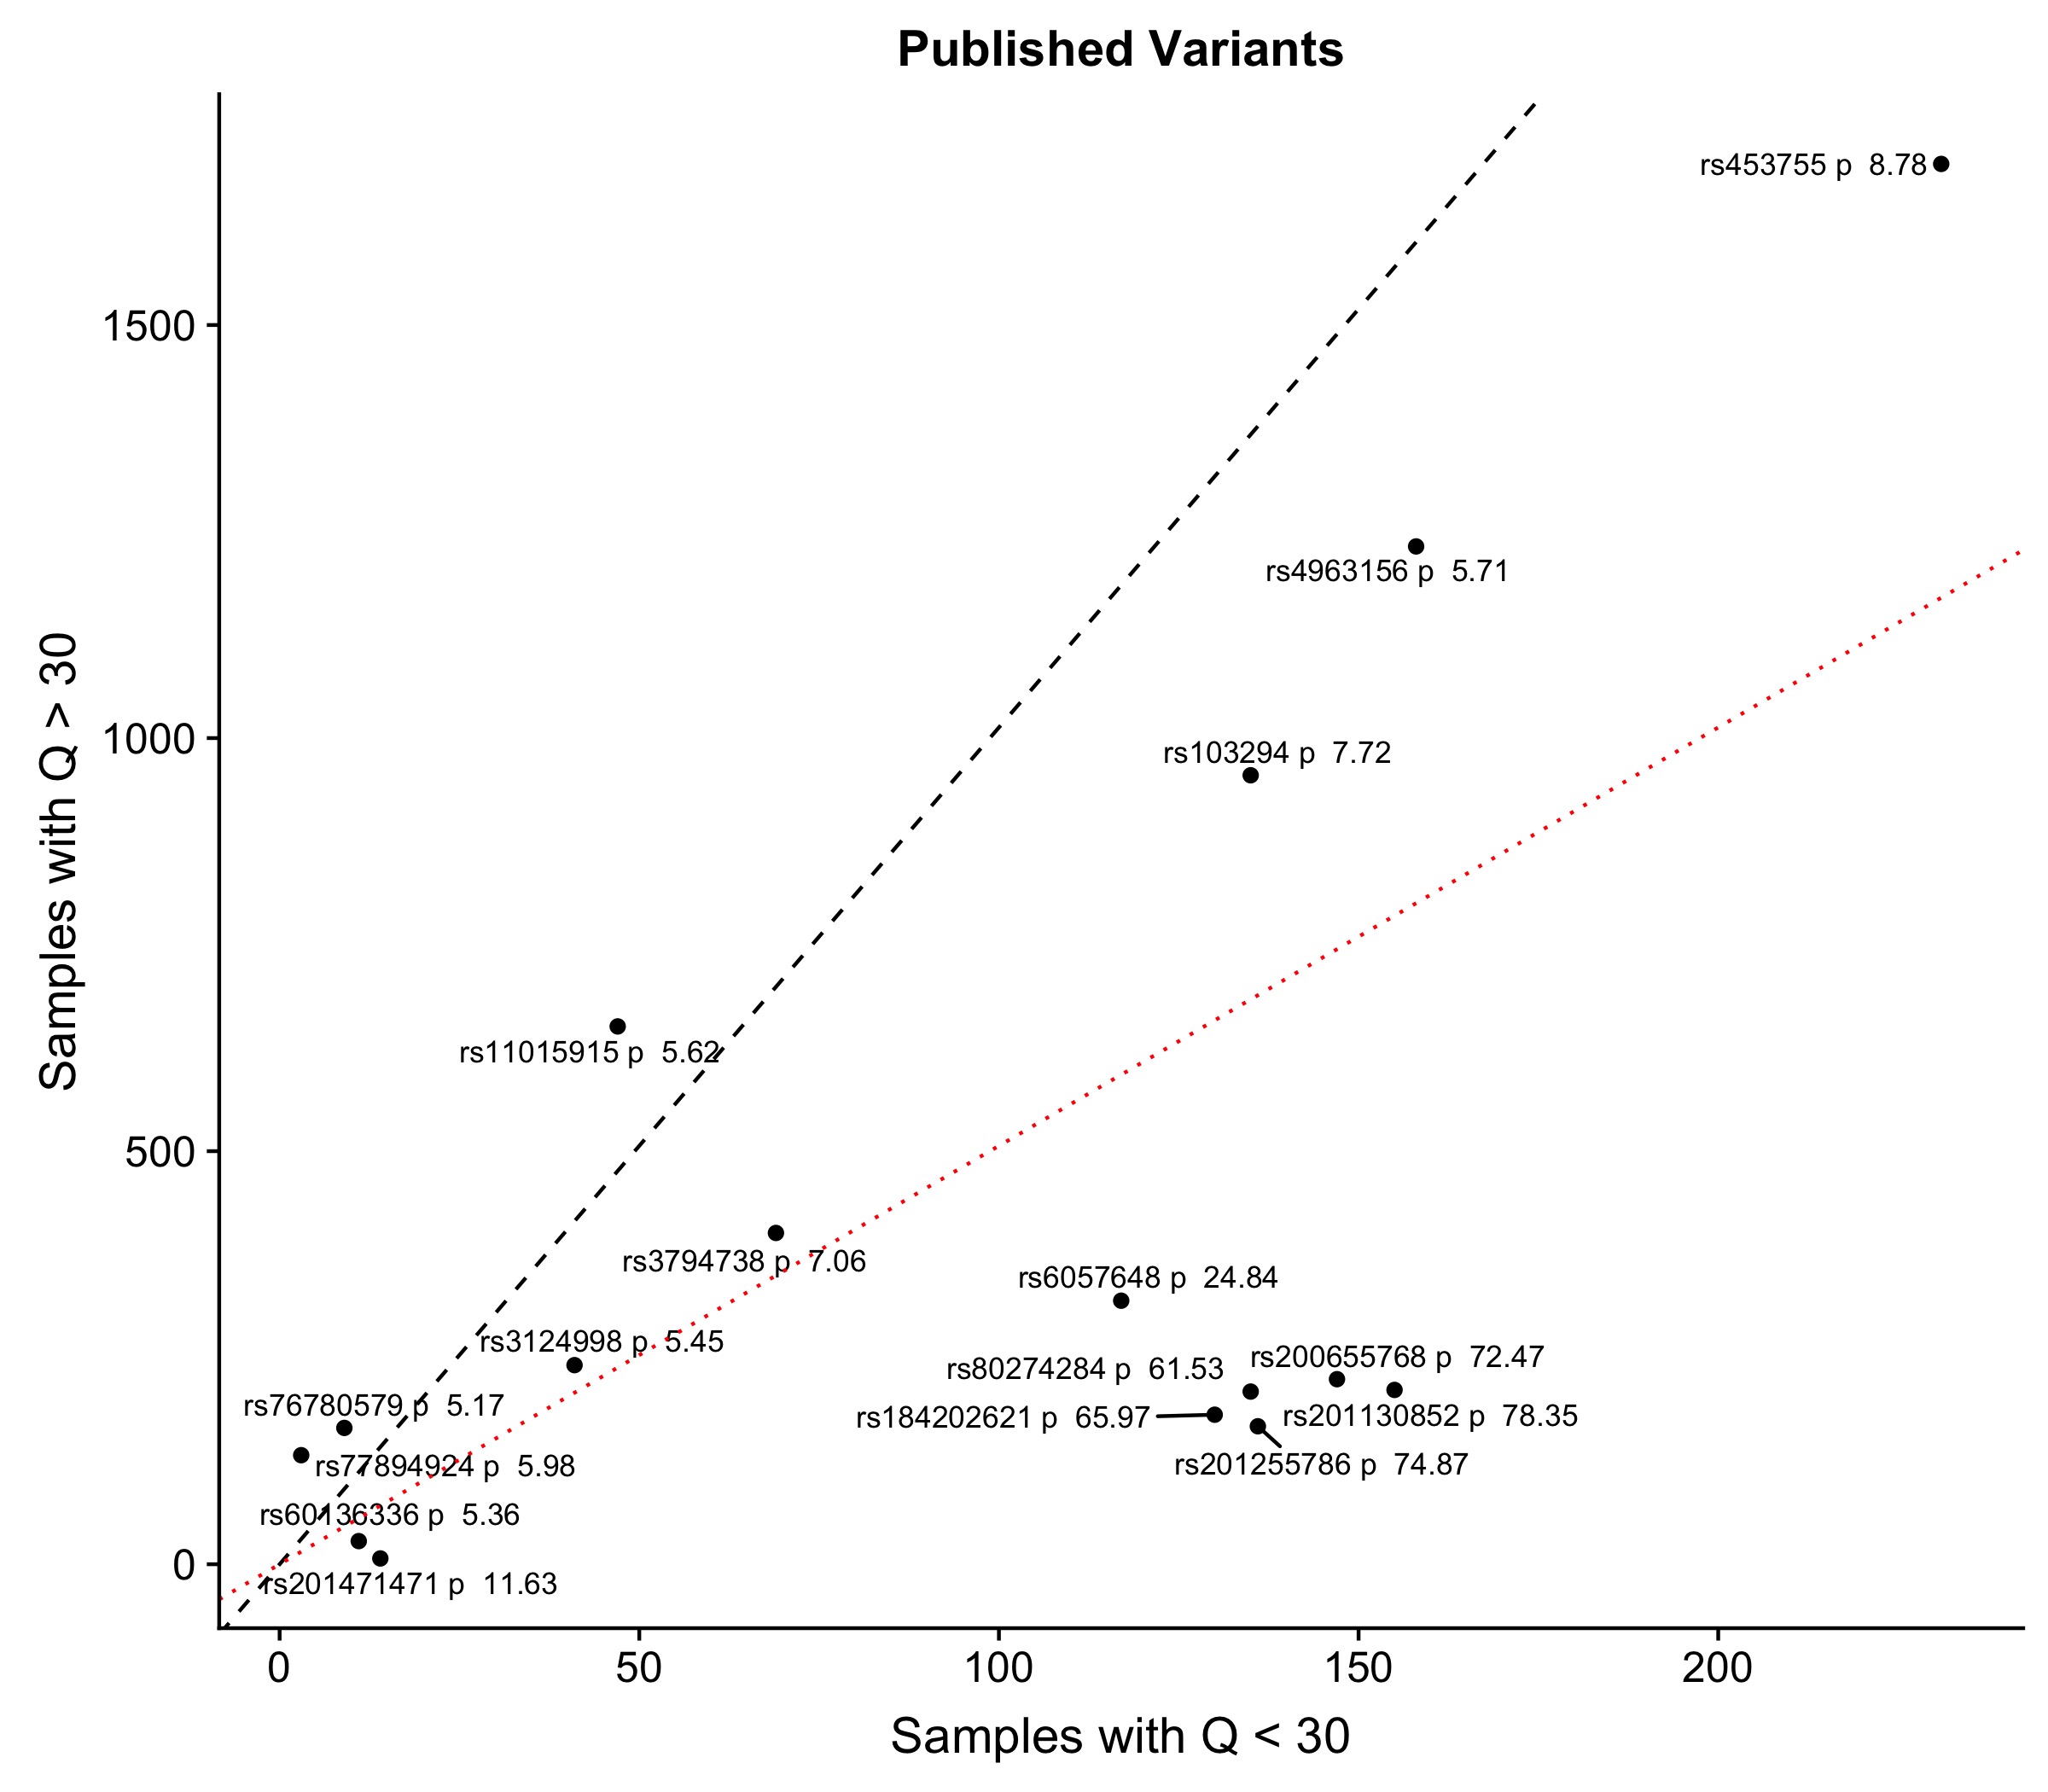 Published Variants
rs453755 p  8.78
1500
rs4963156 p  5.71
1000
rs103294 p  7.72
Samples with Q > 30
rs11015915 p  5.62
500
rs3794738 p  7.06
rs6057648 p  24.84
rs3124998 p  5.45
rs80274284 p  61.53
rs200655768 p  72.47
rs76780579 p  5.17
rs184202621 p  65.97
rs201130852 p  78.35
rs77894924 p  5.98
rs201255786 p  74.87
rs60136336 p  5.36
0
rs201471471 p  11.63
0 50 100 150 200
Samples with Q < 30